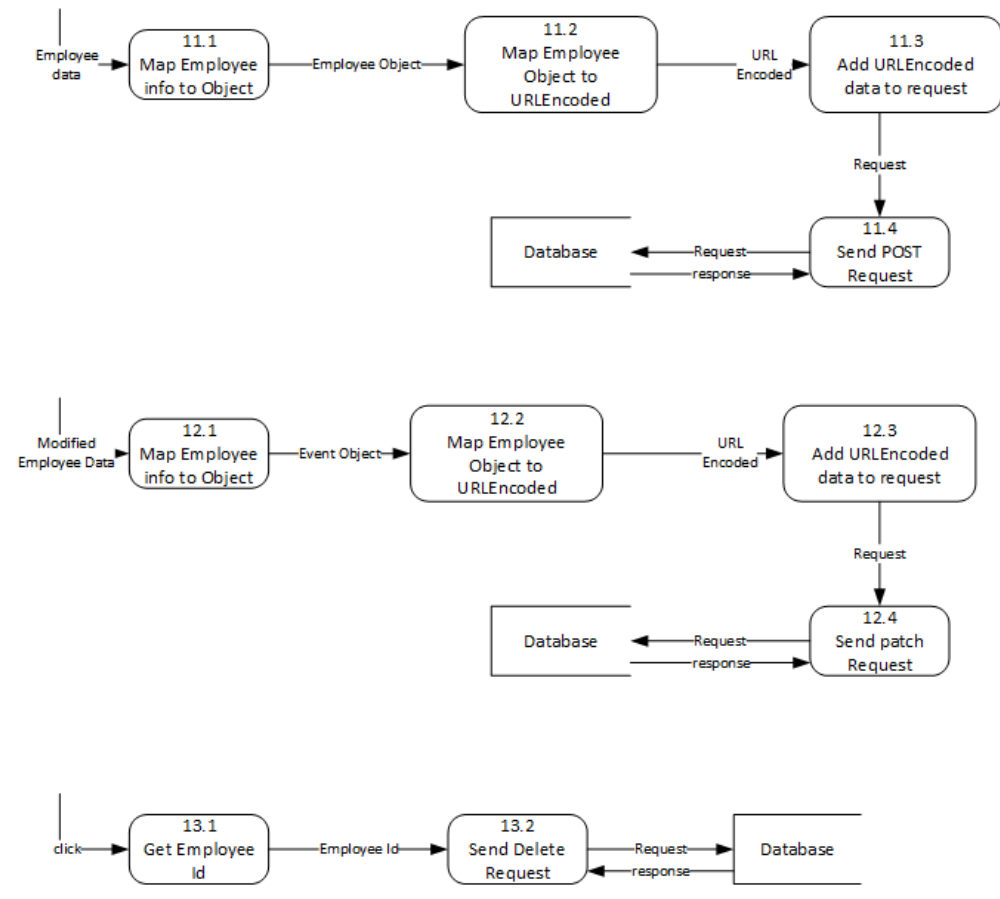 Employee
data
11.1
Map Employee
info to Object
Employee Object
11.2
Map Employee
Object to
URLEncoded
URL
Encoded
11.3
Add URLEncoded
data to request
Request
11.4
Send POST
Request
Request
response
Database
Modified
Employee Data
12.1
Map Employee
info to Object
Event Object
12.2
Map Employee
Object to
URLEncoded
URL
Encoded
12.3
Add URLEncoded
data to request
Request
12.4
Send patch
Request
Request
response
Database
click
13.1
Get Employee
Id
Employee Id
13.2
Send Delete
Request
Request
response
Database